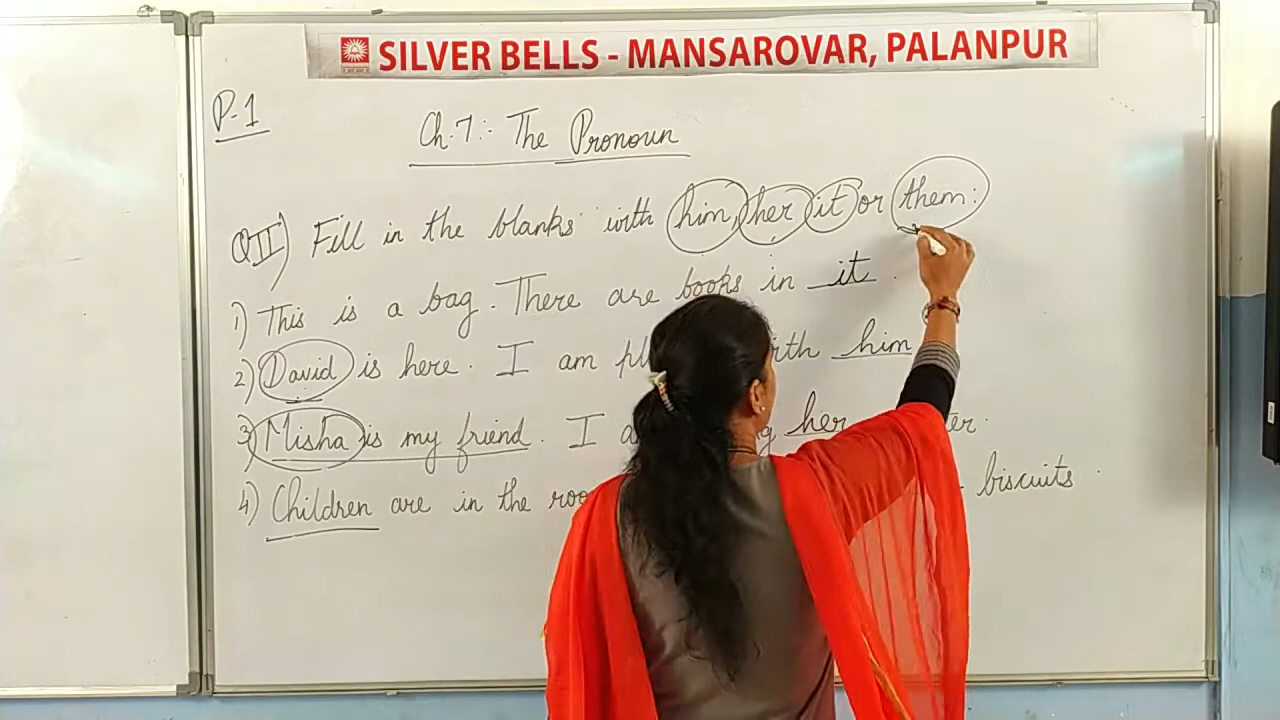 SILVER BELLS - MANSAROVAR, PALANPUR
P-1
Ch.7:- The Pronoun
QII) Fill in the blanks with him, her it or them:
1) This is a bag. There are books in it.
2) David is here. I am with him
3) Misha is my friend. I her
4) Children are in the biscuits.